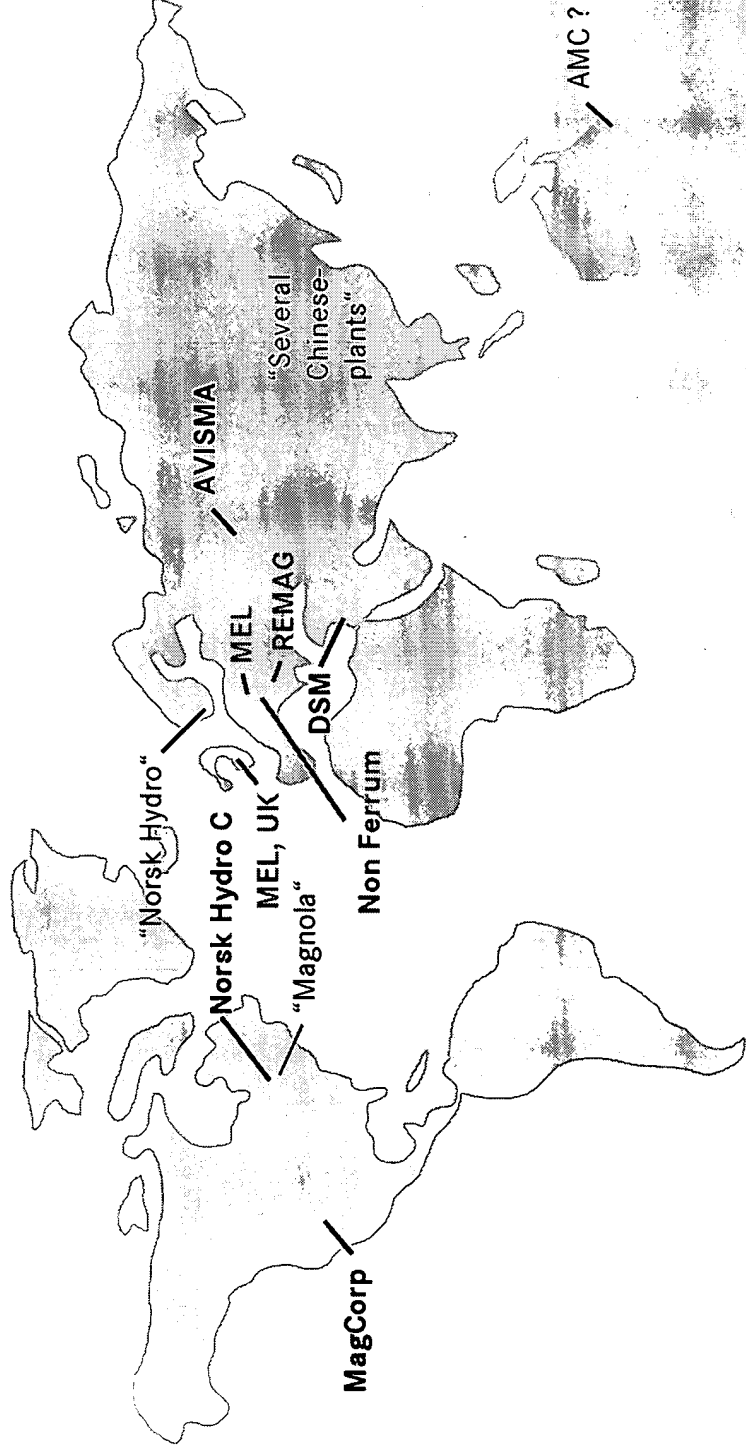 "Norsk Hydro"
Norsk Hydro C
MEL, UK
"Magnola"
MagCorp
Non Ferrum
DSM
MEL
REMAG
AVISMA
"Several
Chinese-
plants"
AMC ?